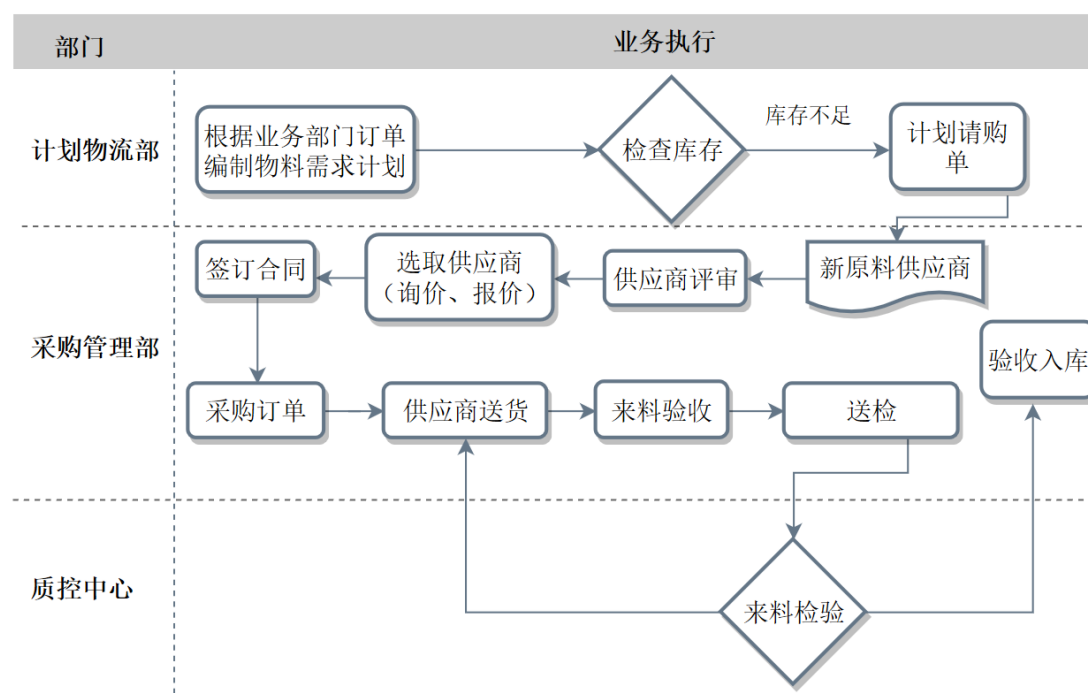 部门
业务执行
计划物流部
根据业务部门订单
编制物料需求计划
检查库存
库存不足
计划请购
单
采购管理部
签订合同
选取供应商
（询价、报价）
供应商评审
新原料供应商
验收入库
采购订单
供应商送货
来料验收
送检
质控中心
来料检验